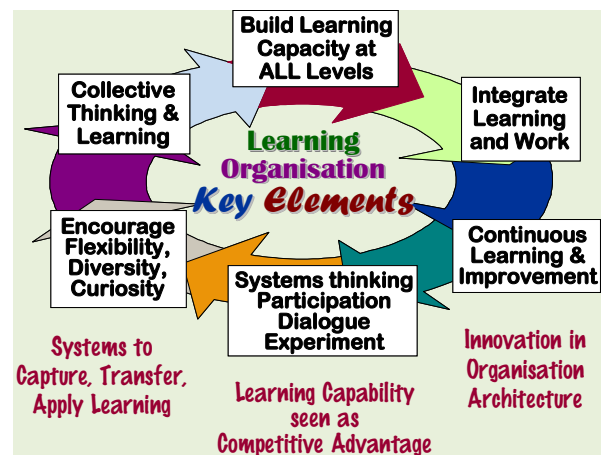 Build Learning
Capacity at
ALL Levels
Collective
Thinking &
Learning
Integrate
Learning
and Work
Learning
Organisation
Key Elements
Encourage
Flexibility,
Diversity,
Curiosity
Continuous
Learning &
Improvement
Systems thinking
Participation
Dialogue
Experiment
Systems to
Capture, Transfer,
Apply Learning
Learning Capability
seen as
Competitive Advantage
Innovation in
Organisation
Architecture